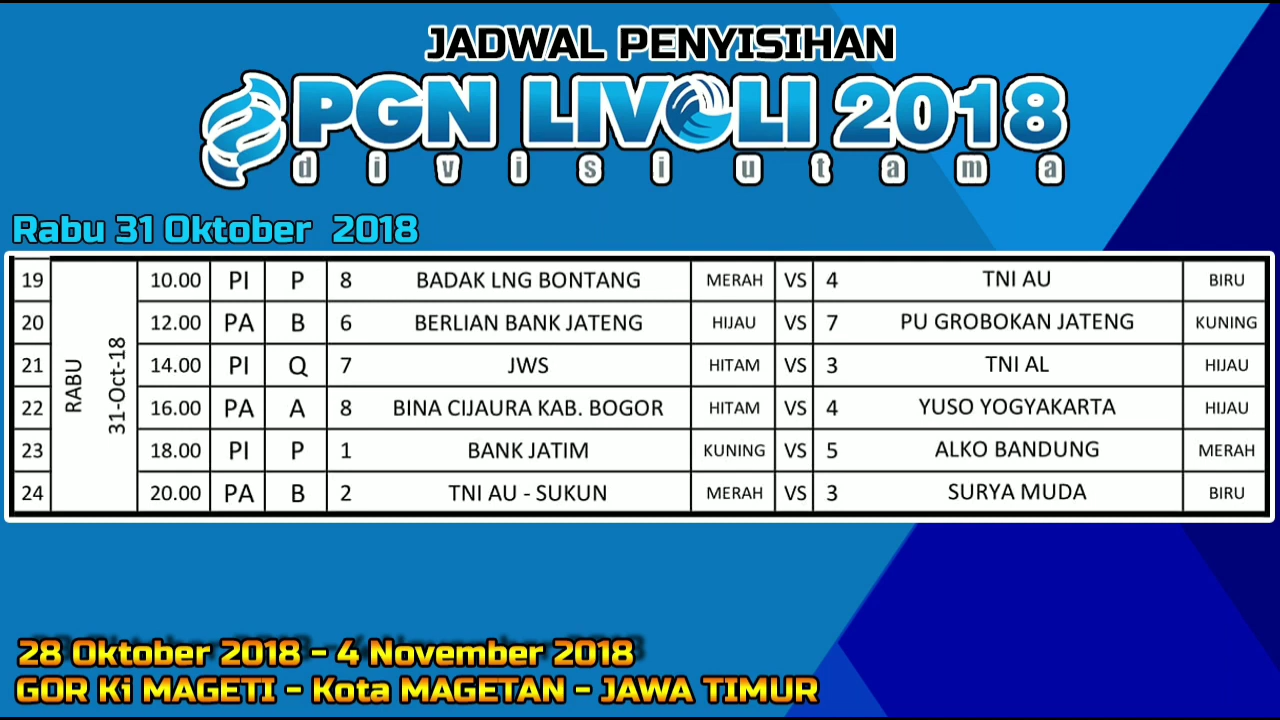 JADWAL PENYISIHAN
PGN LIVOLI 2018
divisi utama
Rabu 31 Oktober 2018
RABU
31-Oct-18
19 10.00 PI P 8 BADAK LNG BONTANG MERAH VS 4 TNI AU BIRU
20 12.00 PA B 6 BERLIAN BANK JATENG HIJAU VS 7 PU GROBOKAN JATENG KUNING
21 14.00 PI Q 7 JWS HITAM VS 3 TNI AL HIJAU
22 16.00 PA A 8 BINA CIJAURA KAB. BOGOR HITAM VS 4 YUSO YOGYAKARTA HIJAU
23 18.00 PI P 1 BANK JATIM KUNING VS 5 ALKO BANDUNG MERAH
24 20.00 PA B 2 TNI AU - SUKUN MERAH VS 3 SURYA MUDA BIRU
28 Oktober 2018 - 4 November 2018
GOR Ki MAGETI - Kota MAGETAN - JAWA TIMUR